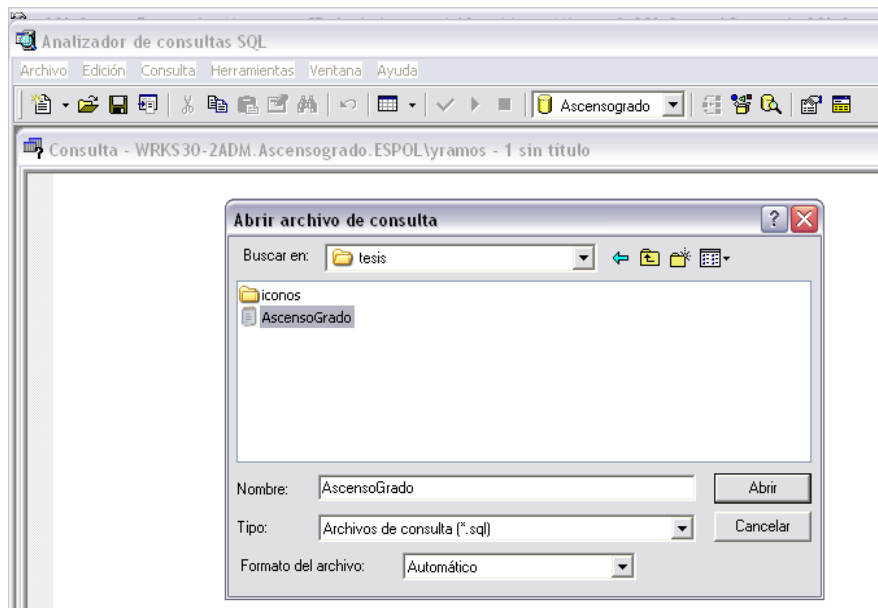 Analizador de consultas SQL
Archivo Edición Consulta Herramientas Ventana Ayuda
Ascensogrado
Consulta - WRKS30-2ADM.Ascensogrado.ESPOL\yramos - 1 sin título
Abrir archivo de consulta
Buscar en: tesis
iconos
AscensoGrado
Nombre: AscensoGrado Abrir
Tipo: Archivos de consulta (*.sql) Cancelar
Formato del archivo: Automático